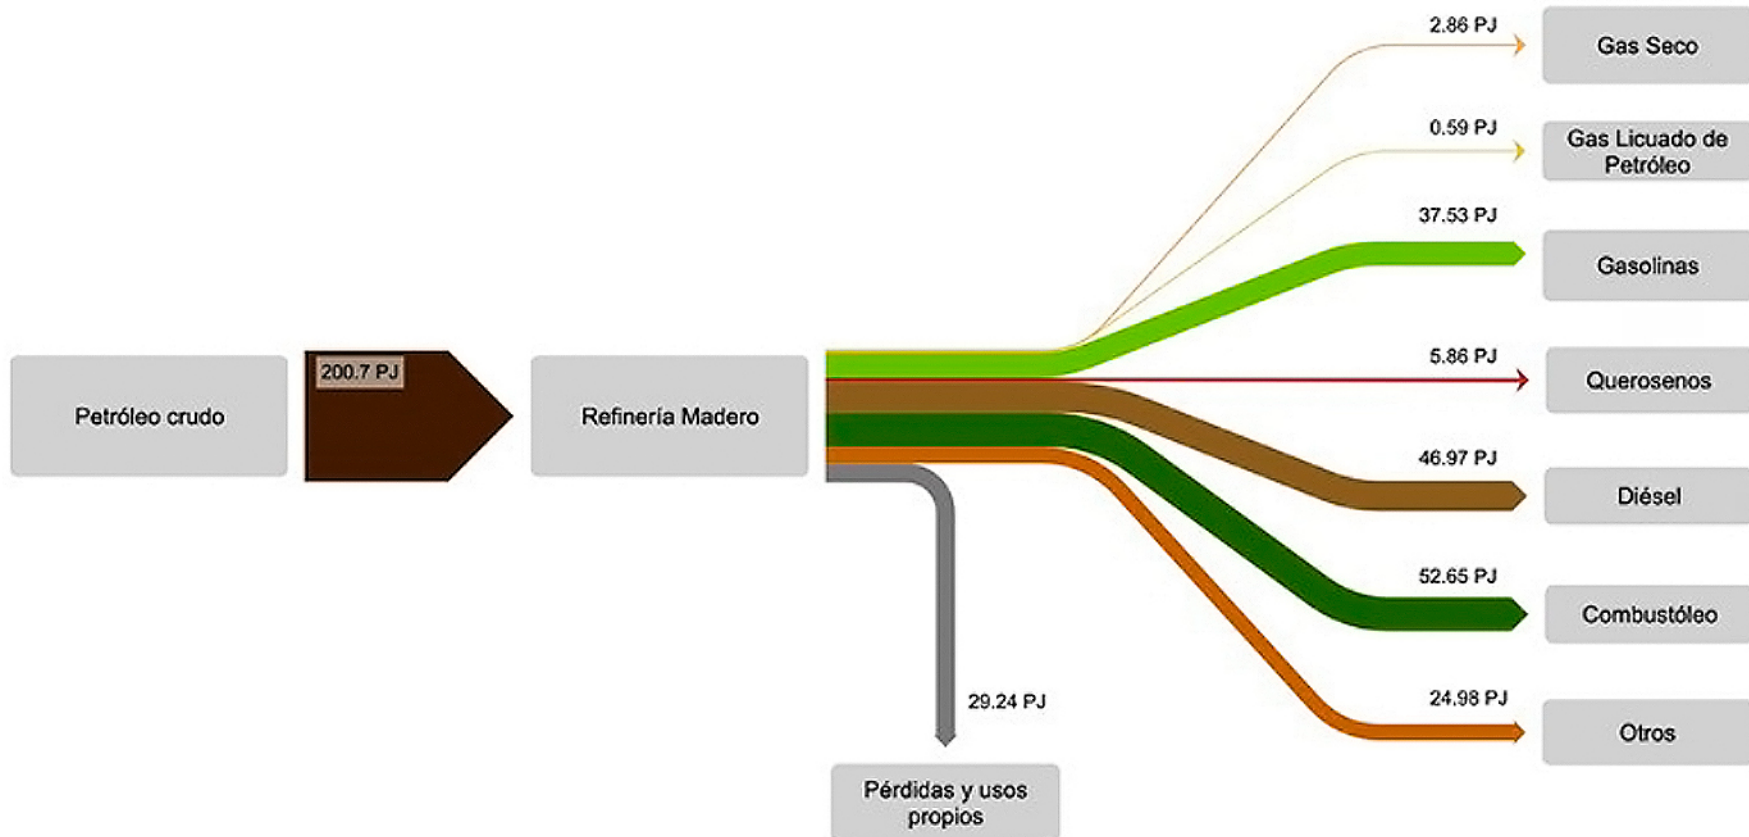 2.86 PJ
Gas Seco
0.59 PJ
Gas Licuado de
Petróleo
37.53 PJ
Gasolinas
5.86 PJ
Querosenos
Petróleo crudo
200.7 PJ
Refinería Madero
46.97 PJ
Diésel
52.65 PJ
Combustóleo
24.98 PJ
Otros
29.24 PJ
Pérdidas y usos
propios